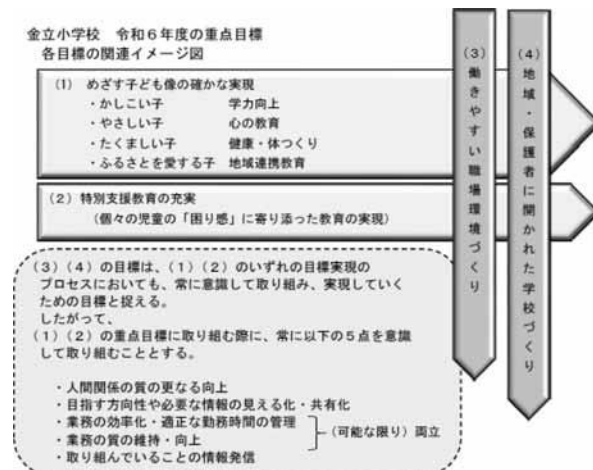 金立小学校　令和６年度の重点目標
各目標の関連イメージ図
(1)　めざす子ども像の確かな実現
・かしこい子　学力向上
・やさしい子　心の教育
・たくましい子　健康・体つくり
・ふるさとを愛する子　地域連携教育
(２) 特別支援教育の充実
(個々の児童の「困り感」に寄り添った教育の実現)
(３)働きやすい職場環境づくり
(４)地域・保護者に開かれた学校づくり
(３)(４)の目標は、(１)(２)のいずれの目標実現の
プロセスにおいても、常に意識して取り組み、実現していく
ための目標と捉える。
したがって、
(１)(２)の重点目標に取り組む際に、常に以下の５点を意識
して取り組むこととする。
・人間関係の質の更なる向上
・目指す方向性や必要な情報の見える化・共有化
・業務の効率化・適正な勤務時間の管理
・業務の質の維持・向上
(可能な限り) 両立
・取り組んでいることの情報発信